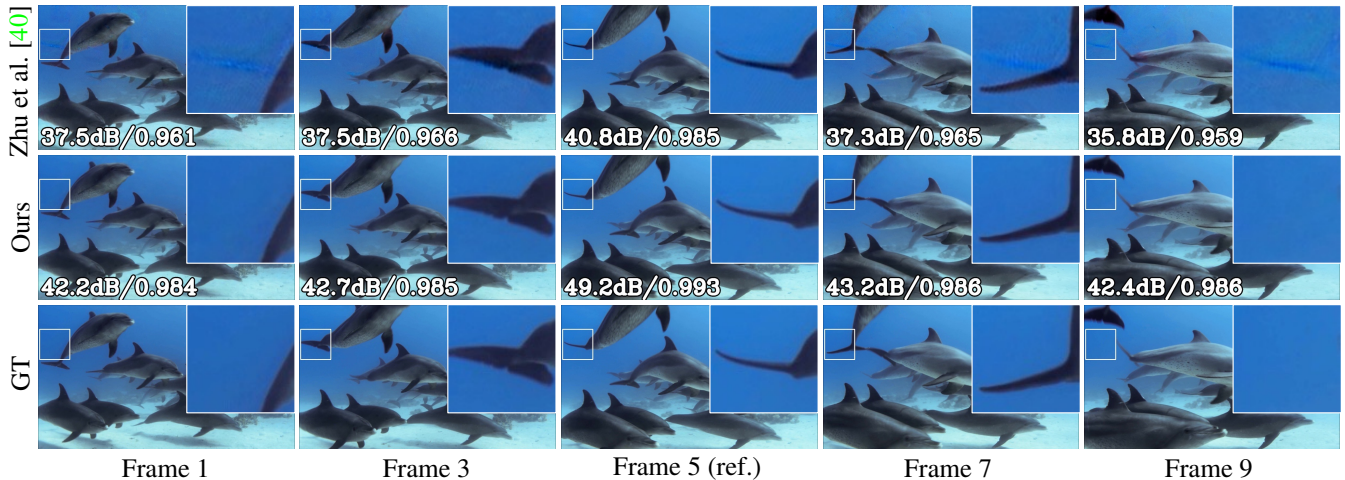 Zhu et al. [40]
37.5dB/0.961
37.5dB/0.966
40.8dB/0.985
37.3dB/0.965
35.8dB/0.959
Ours
42.2dB/0.984
42.7dB/0.985
49.2dB/0.993
43.2dB/0.986
42.4dB/0.986
GT
Frame 1
Frame 3
Frame 5 (ref.)
Frame 7
Frame 9